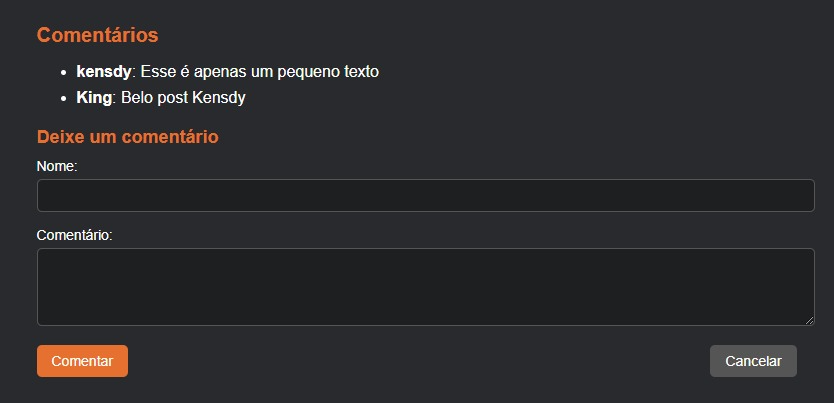 Comentários
kensdy: Esse é apenas um pequeno texto
King: Belo post Kensdy
Deixe um comentário
Nome:
Comentário:
Comentar
Cancelar